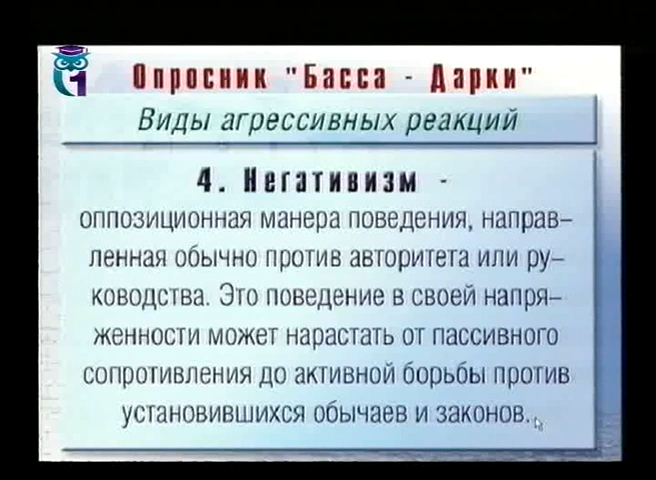 1
Опросник "Басса - Дарки"
Виды агрессивных реакций
4. Негативизм -
оппозиционная манера поведения, направ–
ленная обычно против авторитета или ру–
ководства. Это поведение в своей напря–
женности может нарастать от пассивного
сопротивления до активной борьбы против
установившихся обычаев и законов.